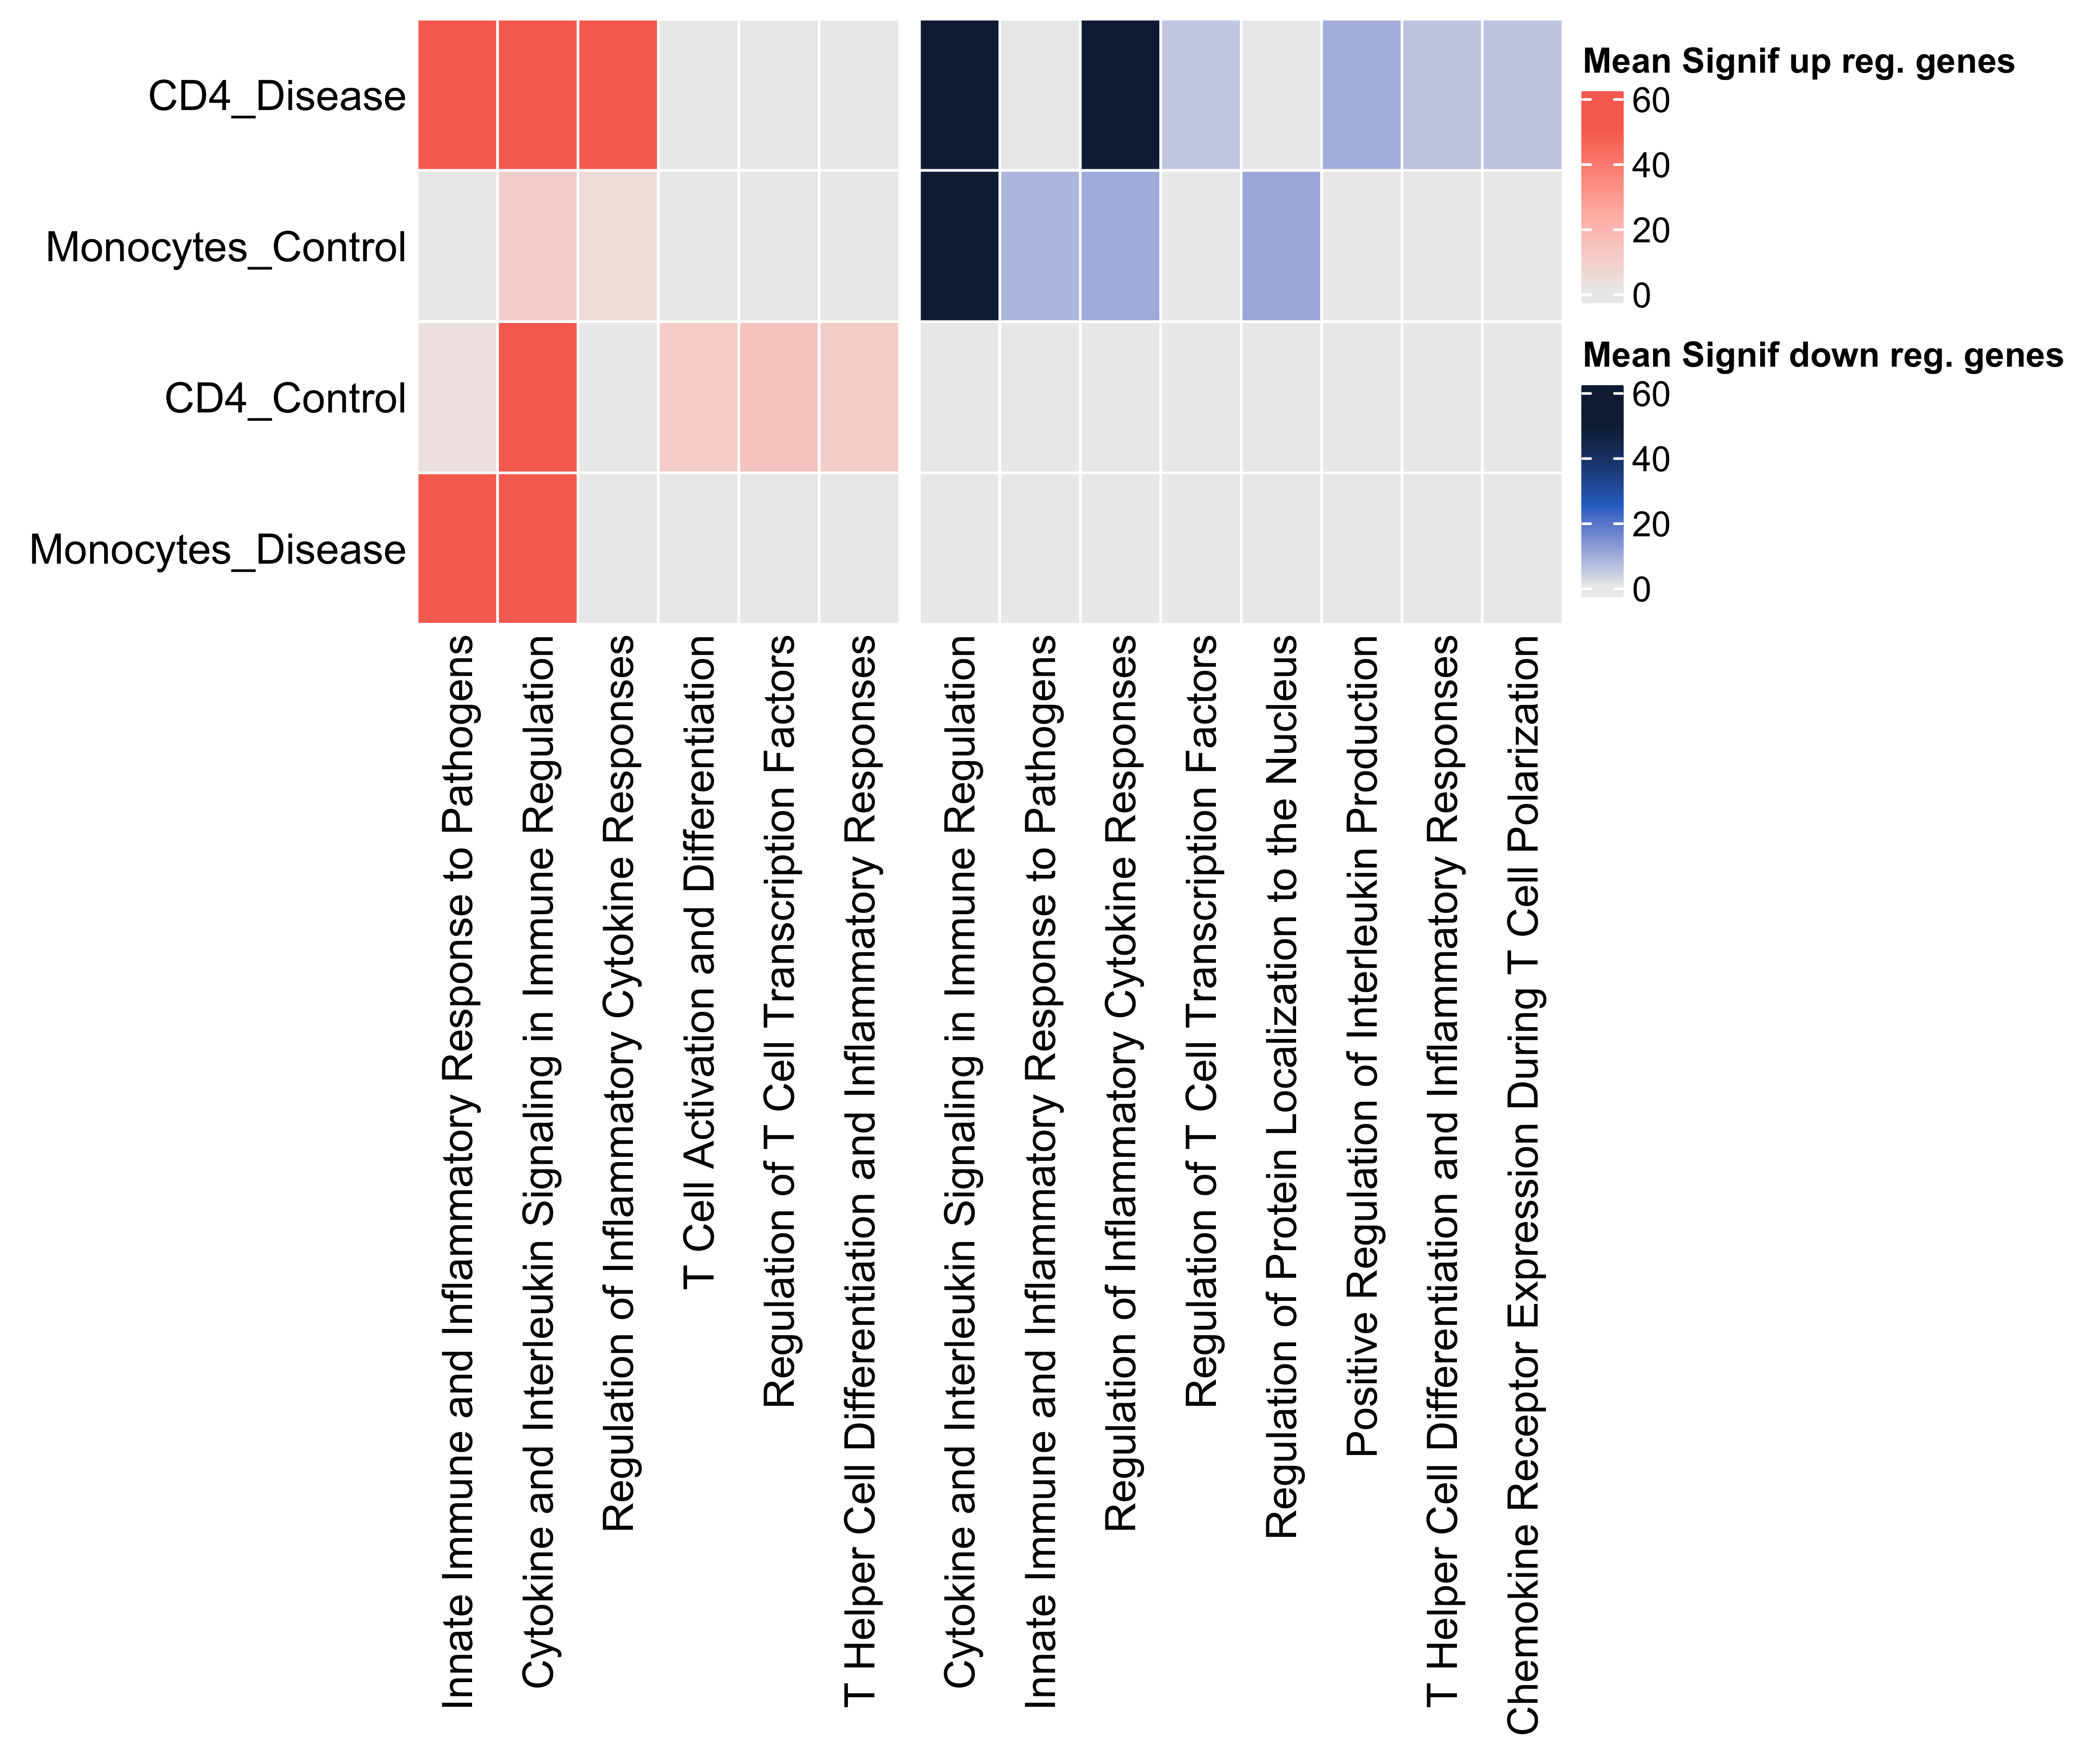 CD4_Disease
Monocytes_Control
CD4_Control
Monocytes_Disease
Innate Immune and Inflammatory Response to Pathogens
Cytokine and Interleukin Signaling in Immune Regulation
Regulation of Inflammatory Cytokine Responses
T Cell Activation and Differentiation
Regulation of T Cell Transcription Factors
T Helper Cell Differentiation and Inflammatory Responses
Cytokine and Interleukin Signaling in Immune Regulation
Innate Immune and Inflammatory Response to Pathogens
Regulation of Inflammatory Cytokine Responses
Regulation of T Cell Transcription Factors
Regulation of Protein Localization to the Nucleus
Positive Regulation of Interleukin Production
T Helper Cell Differentiation and Inflammatory Responses
Chemokine Receptor Expression During T Cell Polarization
Mean Signif up reg. genes
60
40
20
0
Mean Signif down reg. genes
60
40
20
0